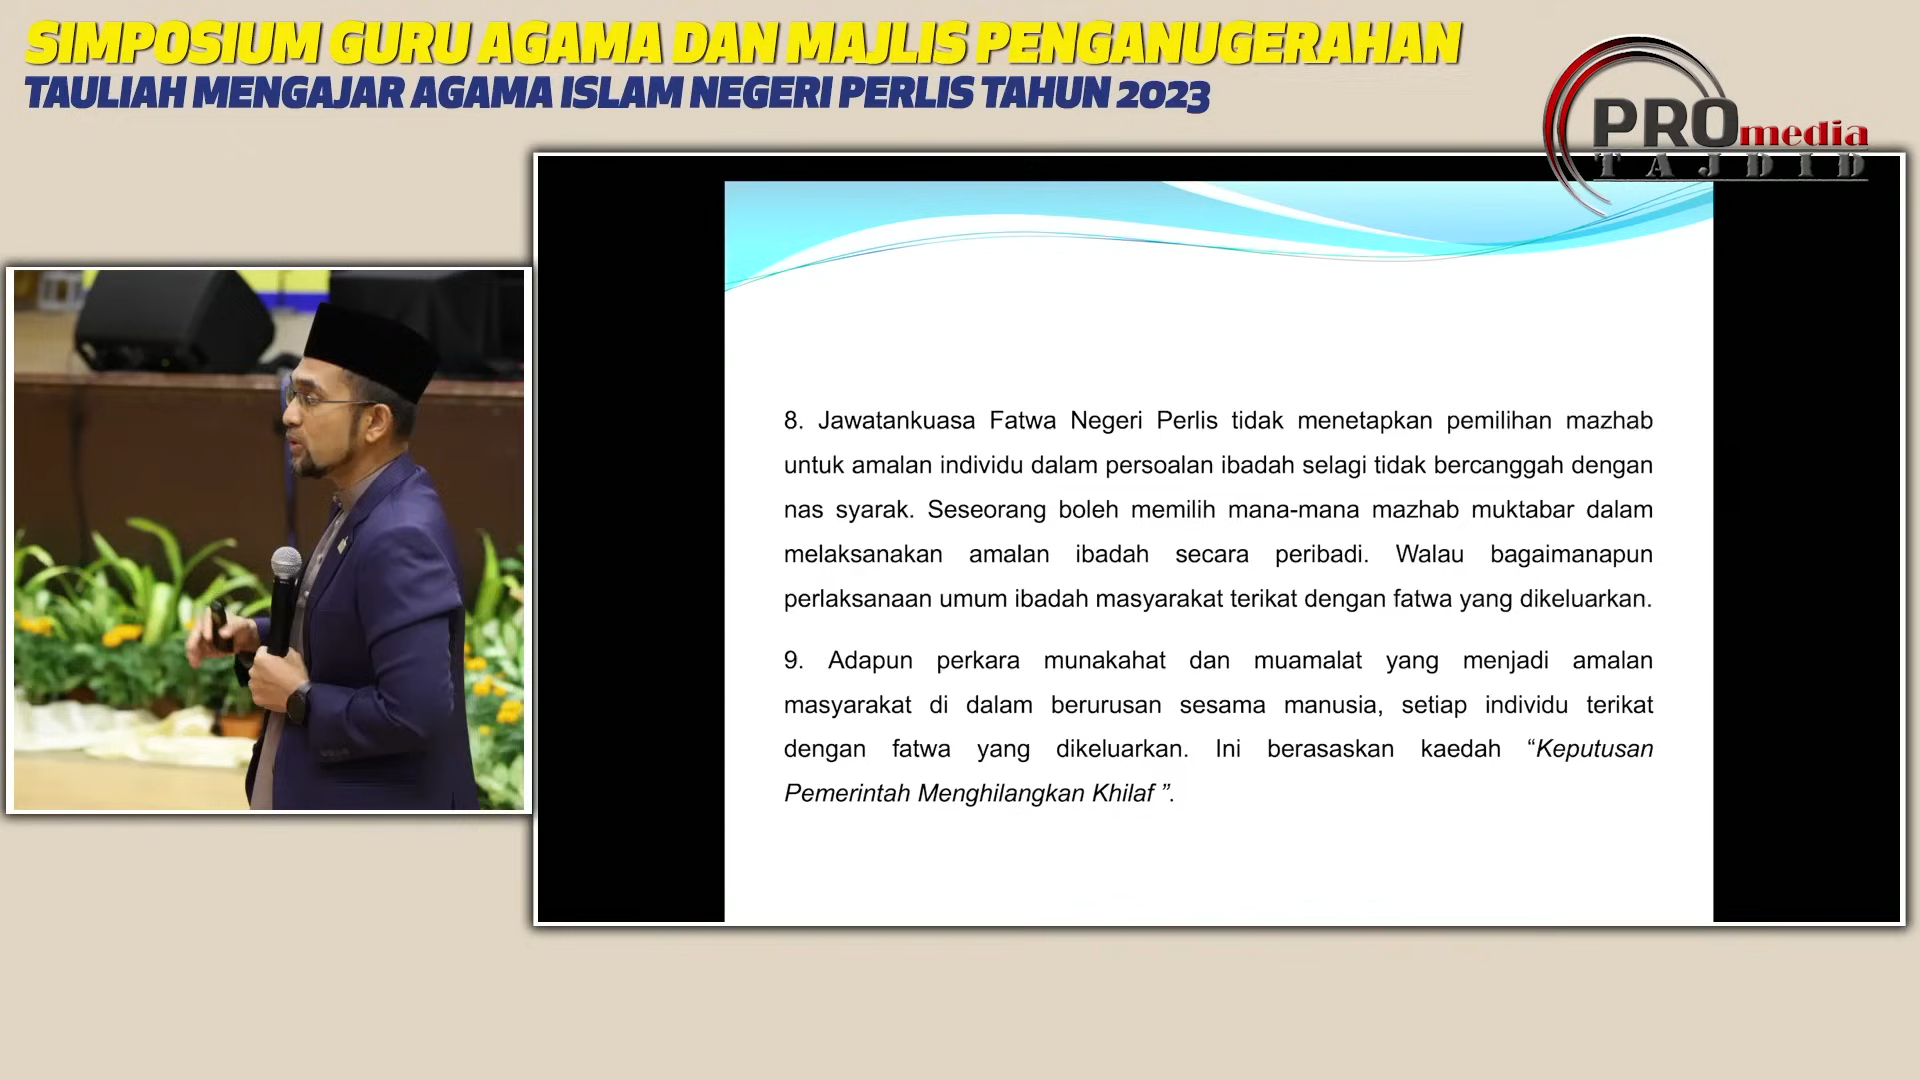 SIMPOSIUM GURU AGAMA DAN MAJLIS PENGANUGERAHAN
TAULIAH MENGAJAR AGAMA ISLAM NEGERI PERLIS TAHUN 2023
PROmedia
TAJDID
8. Jawatankuasa Fatwa Negeri Perlis tidak menetapkan pemilihan mazhab
untuk amalan individu dalam persoalan ibadah selagi tidak bercanggah dengan
nas syarak. Seseorang boleh memilih mana-mana mazhab muktabar dalam
melaksanakan amalan ibadah secara peribadi. Walau bagaimanapun
perlaksanaan umum ibadah masyarakat terikat dengan fatwa yang dikeluarkan.
9. Adapun perkara munakahat dan muamalat yang menjadi amalan
masyarakat di dalam berurusan sesama manusia, setiap individu terikat
dengan fatwa yang dikeluarkan. Ini berasaskan kaedah “Keputusan
Pemerintah Menghilangkan Khilaf ”.